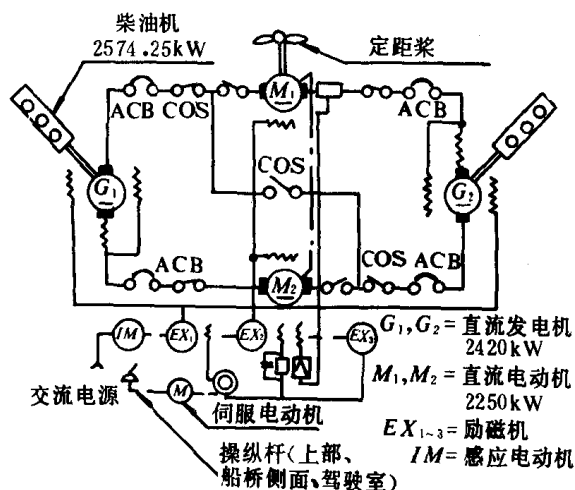 柴油机
2574.25kW
定距桨
M₁
ACB COS
ACB
COS
G₁
G₂
ACB
COS ACB
M₂
IM
EX₁
EX₂
EX₃
交流电源
M
伺服电动机
操纵杆(上部、
船桥侧面、驾驶室)
G₁,G₂=直流发电机
2420kW
M₁,M₂=直流电动机
2250kW
EX₁~₃=励磁机
IM=感应电动机